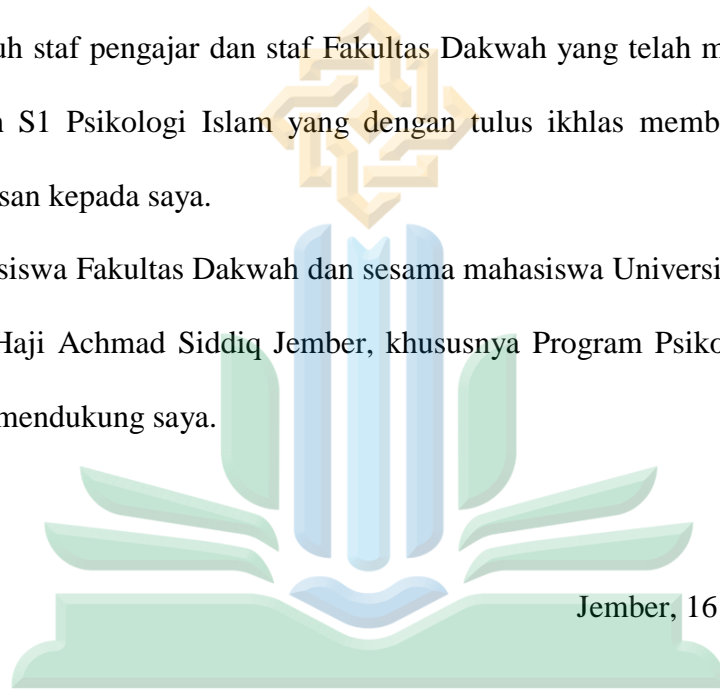 uh staf pengajar dan staf Fakultas Dakwah yang telah m
S1 Psikologi Islam yang dengan tulus ikhlas memb
san kepada saya.
siswa Fakultas Dakwah dan sesama mahasiswa Universi
Haji Achmad Siddiq Jember, khususnya Program Psiko
mendukung saya.
Jember, 16